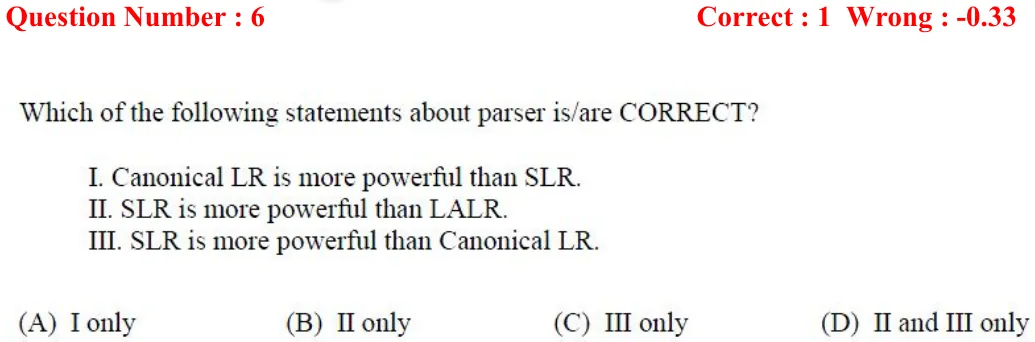 Question Number : 6 Correct : 1 Wrong : -0.33
Which of the following statements about parser is/are CORRECT?
I. Canonical LR is more powerful than SLR.
II. SLR is more powerful than LALR.
III. SLR is more powerful than Canonical LR.
(A) I only (B) II only (C) III only (D) II and III only